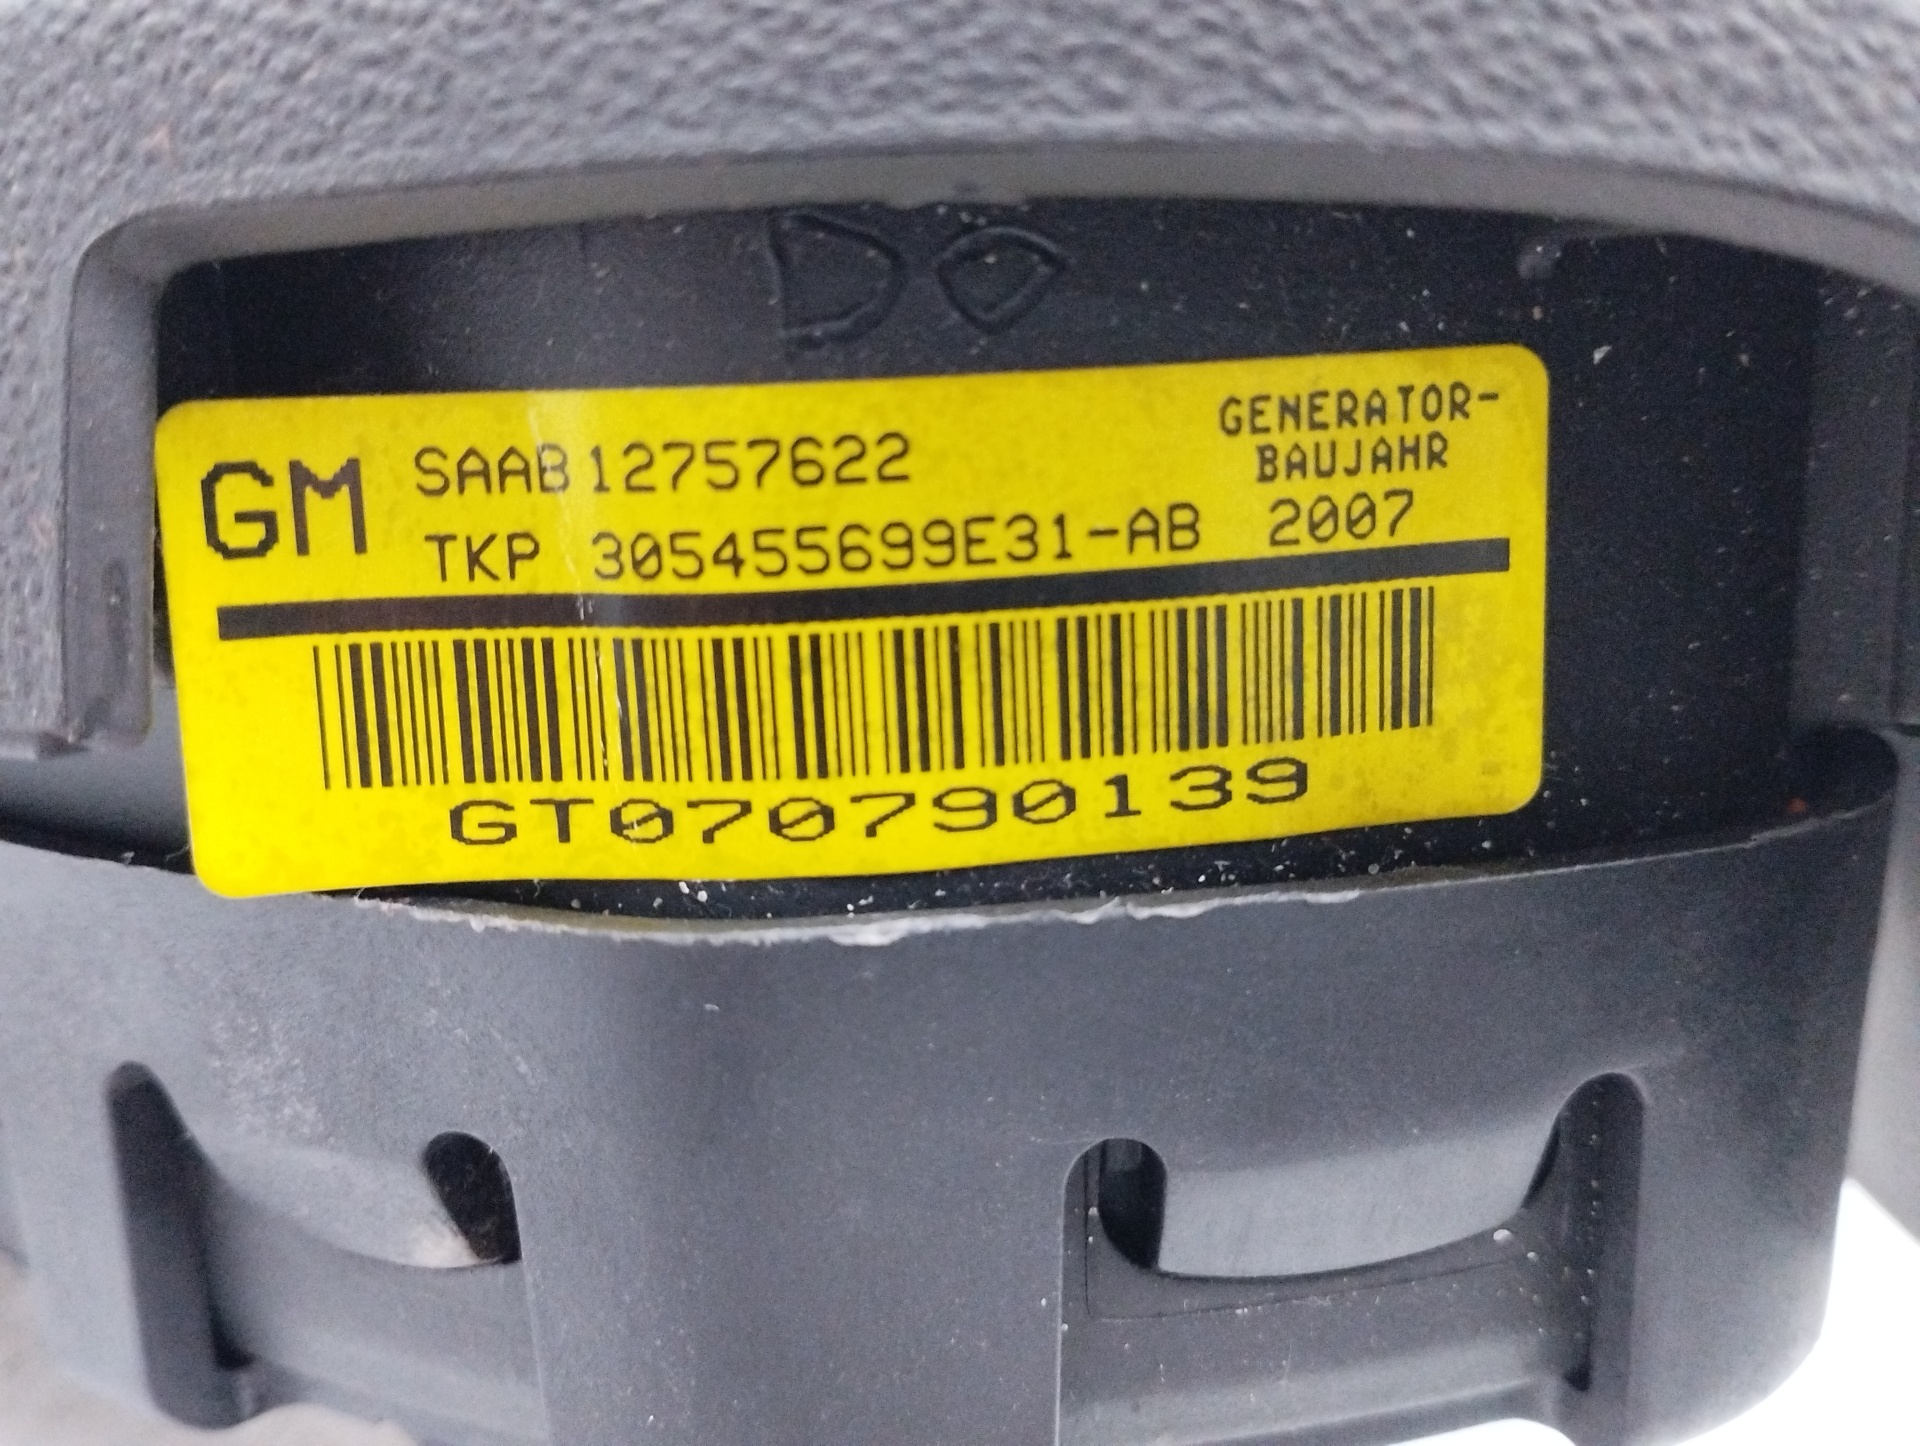 GM SAAB 12757622 GENERATOR-
BAUJAHR
TKP 305455699E31-AB 2007
GT070790139